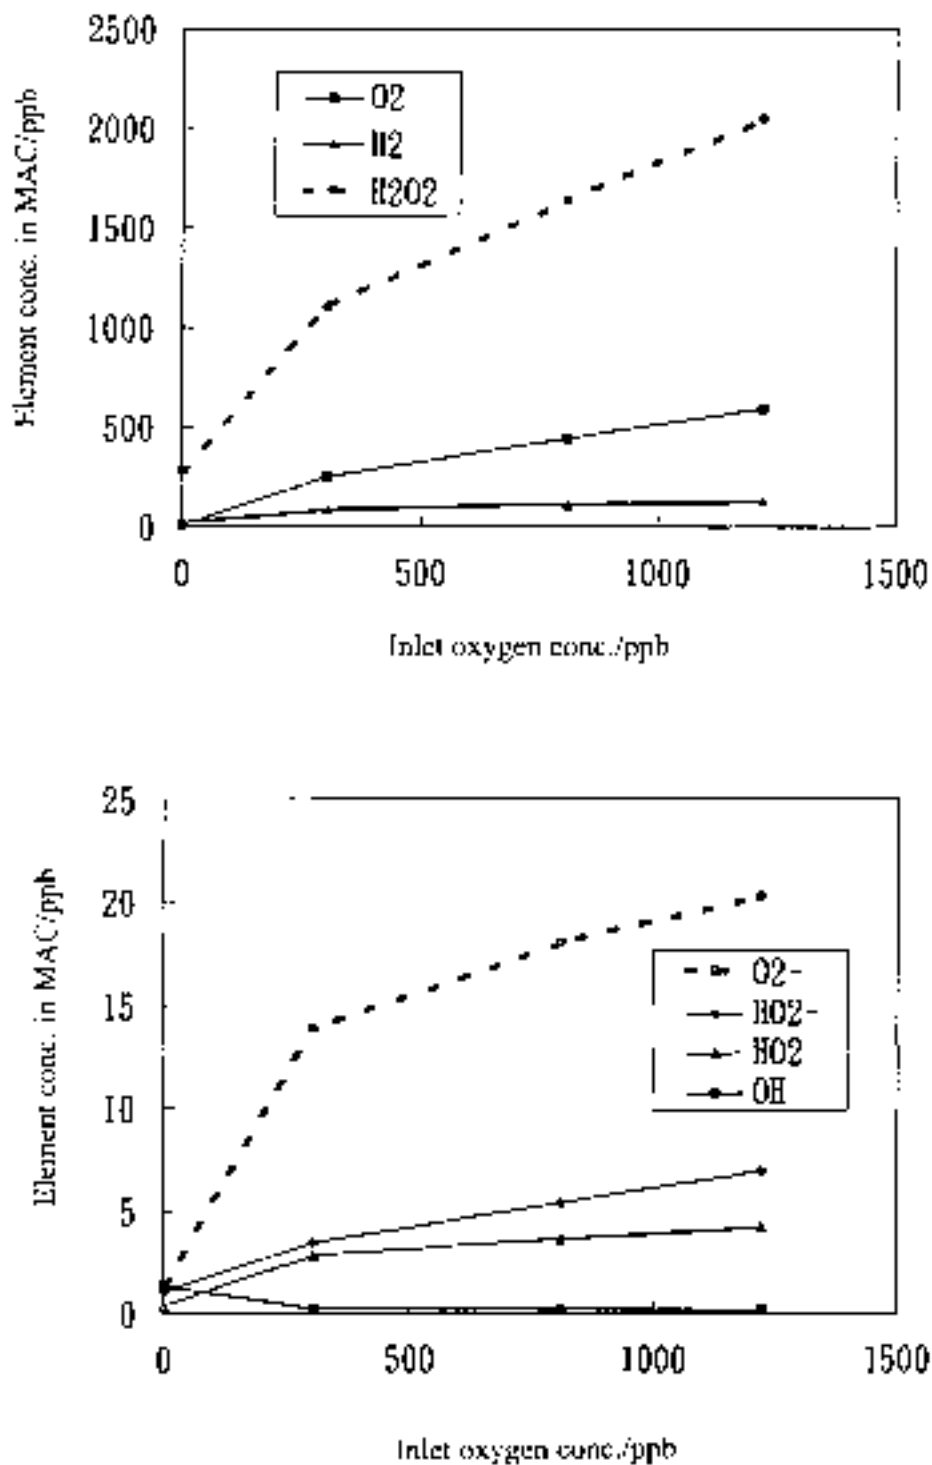 2500
2000
1500
1000
500
0
Element conc. in MAC/ppb
O2
H2
H2O2
0 500 1000 1500
Inlet oxygen conc./ppb
25
20
15
10
5
0
Element conc. in MAC/ppb
O2-
HO2-
HO2
OH
0 500 1000 1500
Inlet oxygen conc./ppb